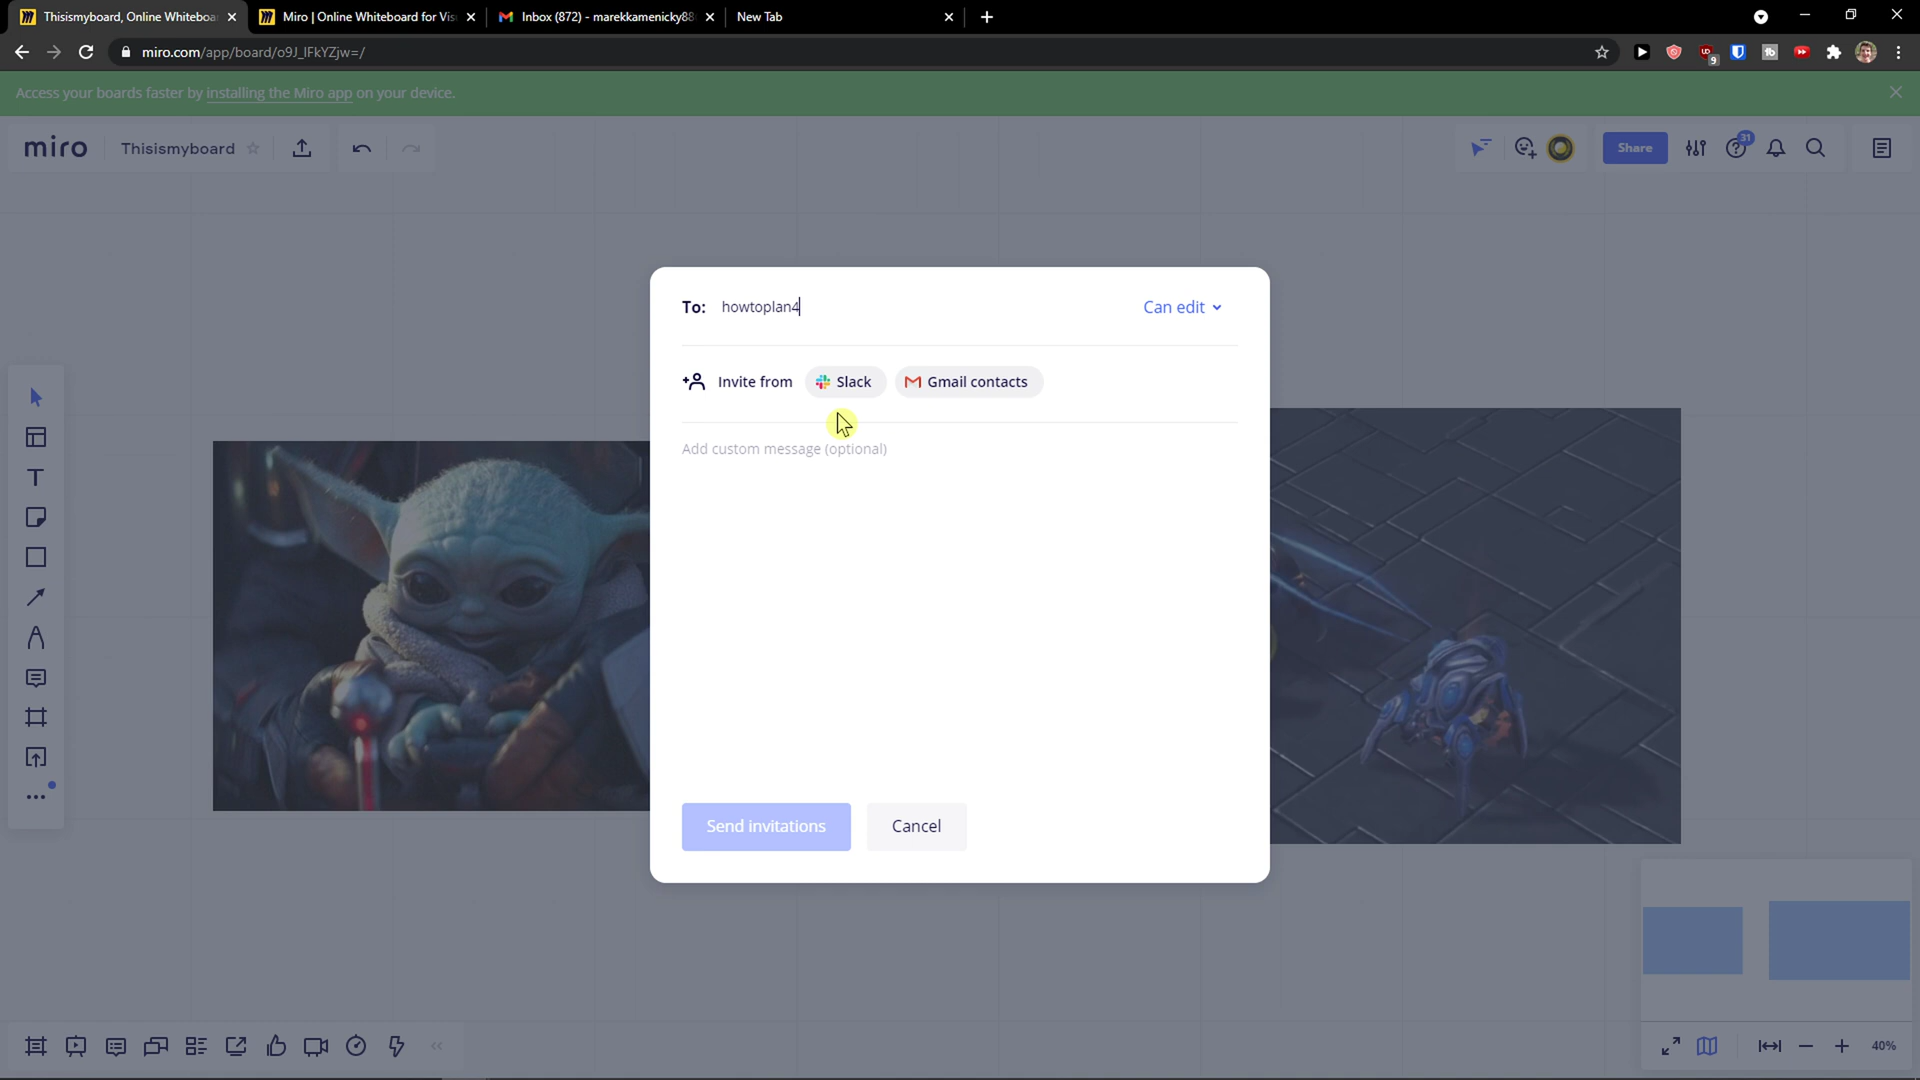 Thisismyboard, Online Whiteboa
Miro | Online Whiteboard for Vis
Inbox (872) - marekkamenicky88
New Tab
miro.com/app/board/o9J_lFkYZjw=/
9
Access your boards faster by installing the Miro app on your device.
miro
Thisismyboard
Share
31
To: howtoplan4
Can edit
Invite from
Slack
Gmail contacts
Add custom message (optional)
Send invitations
Cancel
40%